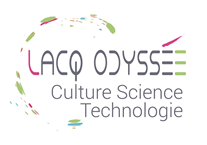 LACQ ODYSSÉE
Culture Science
Technologie